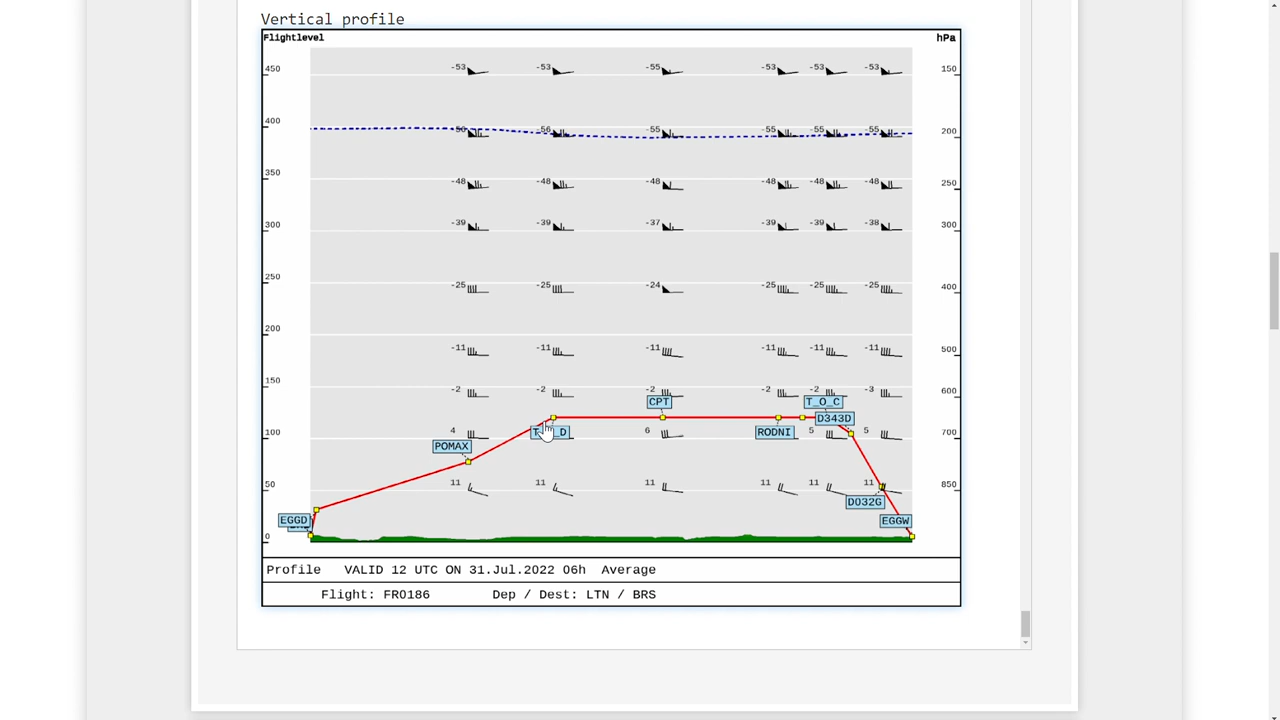 Vertical profile
Flightlevel hPa
450 -53 -53 -55 -53 -53 -53 150
400 -56 -56 -55 -55 -55 -55 200
350 -48 -48 -48 -48 -48 -48 250
300 -39 -39 -37 -39 -39 -38 300
250 -25 -25 -24 -25 -25 -25 400
200
-11 -11 -11 -11 -11 -11 500
150 -2 -2 -2 -2 -2 -3 600
CPT T_O_C
D343D
RODNI
100 4 6 5 5 700
POMAX
50 11 11 11 11 11 11 850
D032G
EGGD EGGW
0
Profile VALID 12 UTC ON 31.Jul.2022 06h Average
Flight: FR0186 Dep / Dest: LTN / BRS